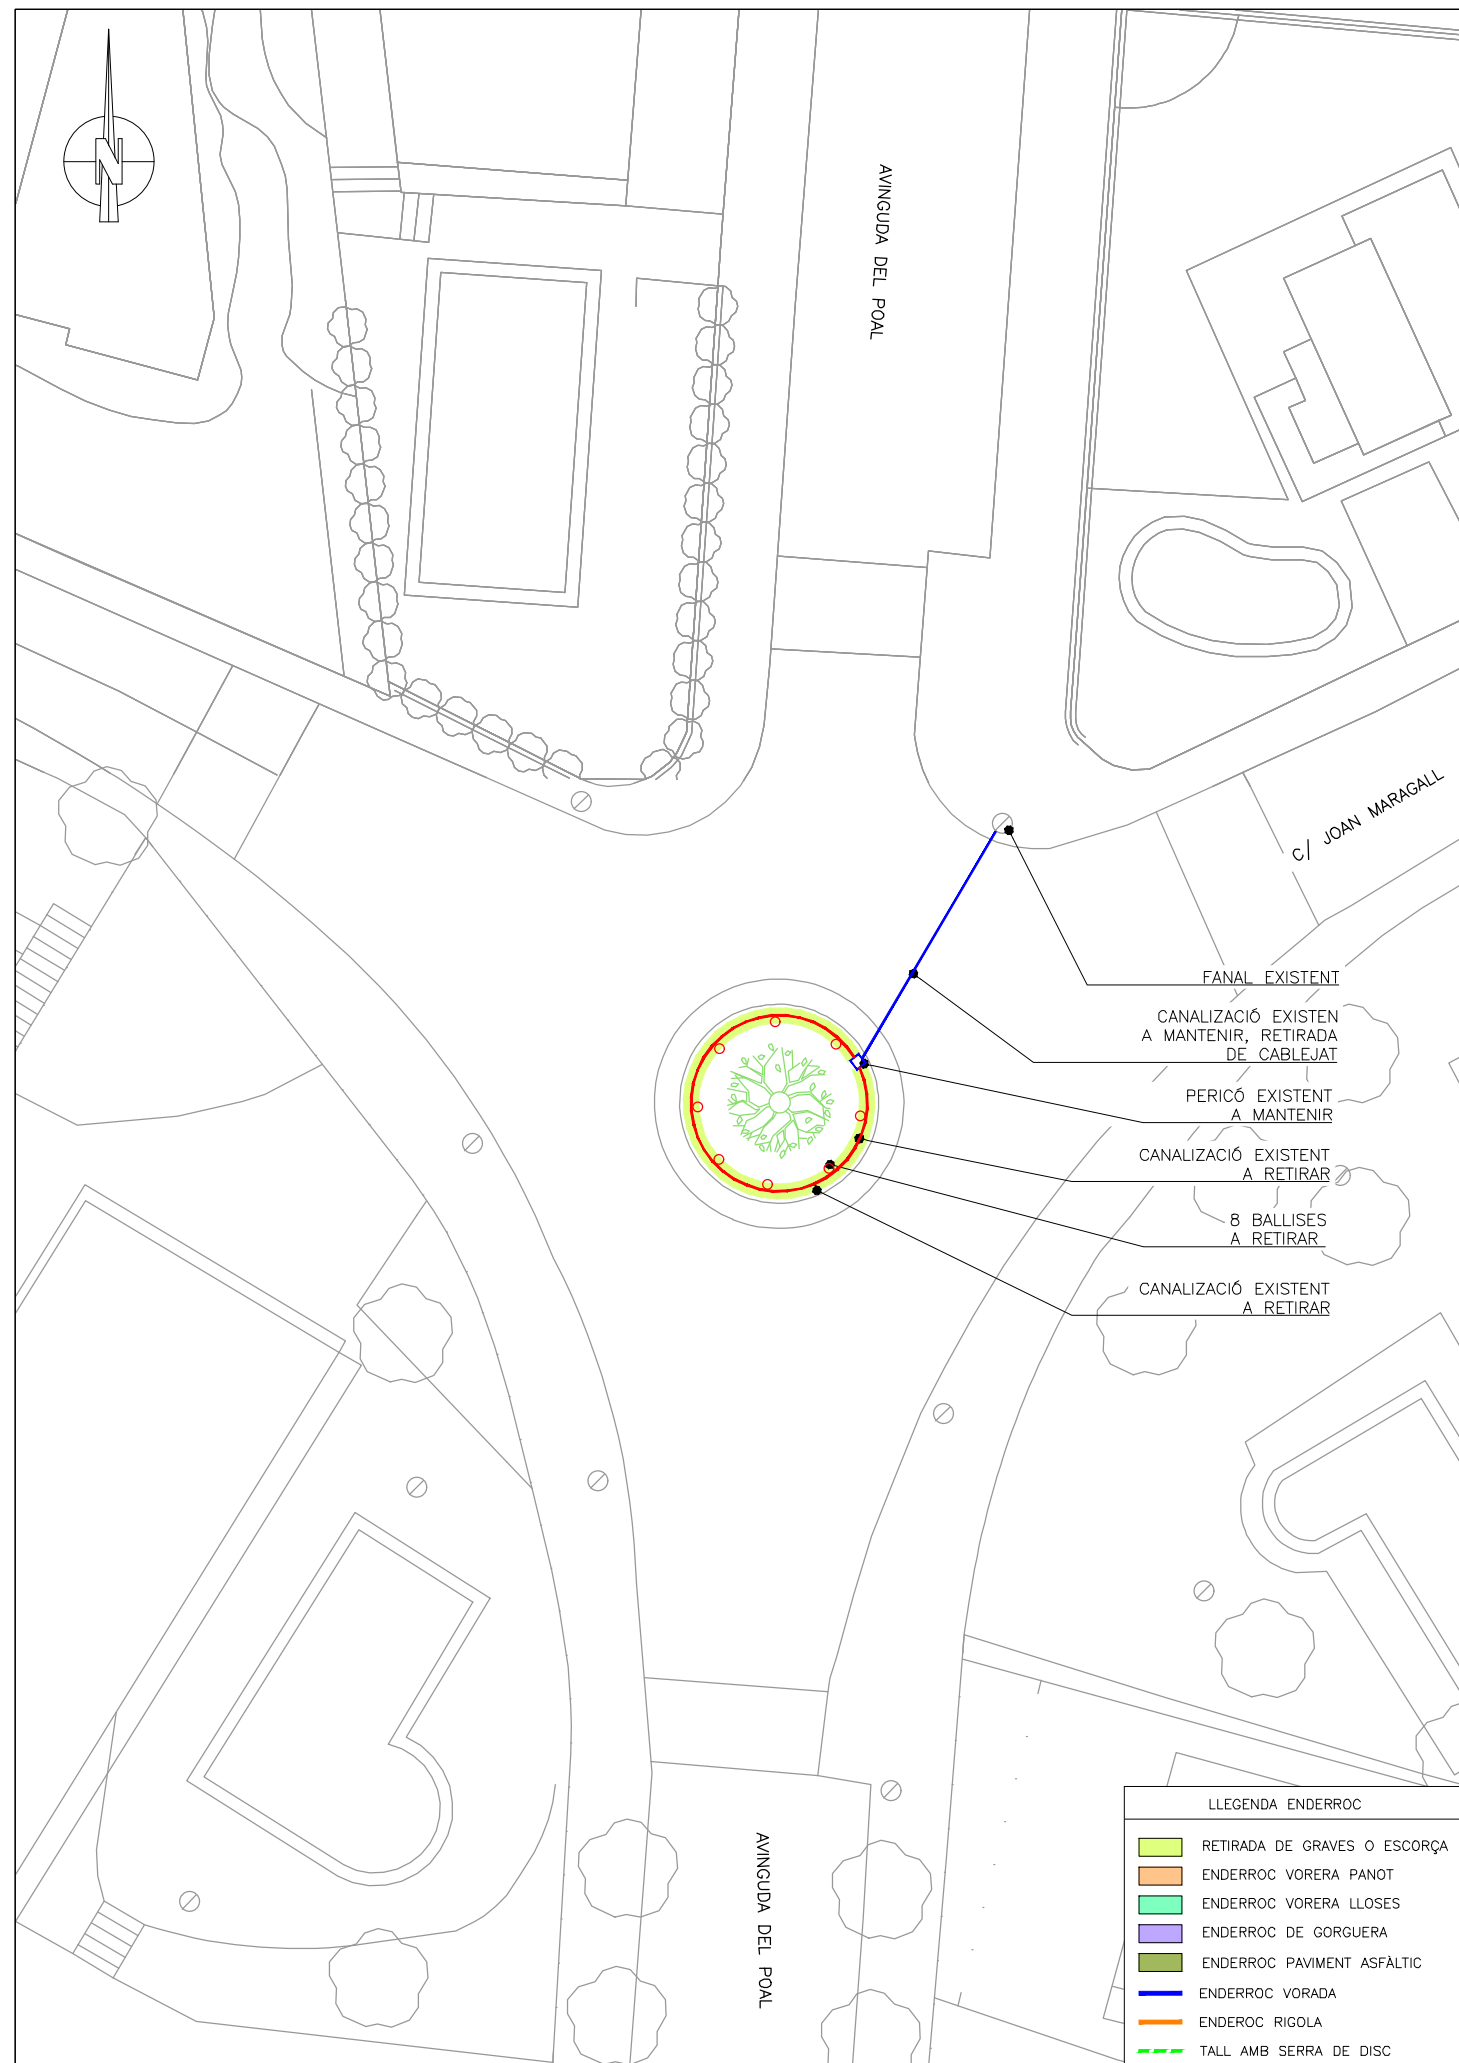 N
AVINGUDA DEL POAL
C/ JOAN MARAGALL
FANAL EXISTENT
CANALIZACIÓ EXISTEN
A MANTENIR, RETIRADA
DE CABLEJAT
PERICÓ EXISTENT
A MANTENIR
CANALIZACIÓ EXISTENT
A RETIRAR
8 BALLISES
A RETIRAR
CANALIZACIÓ EXISTENT
A RETIRAR
AVINGUDA DEL POAL
LLEGENDA ENDERROC
RETIRADA DE GRAVES O ESCORÇA
ENDERROC VORERA PANOT
ENDERROC VORERA LLOSES
ENDERROC DE GORGUERA
ENDERROC PAVIMENT ASFÀLTIC
ENDERROC VORADA
ENDEROC RIGOLA
TALL AMB SERRA DE DISC